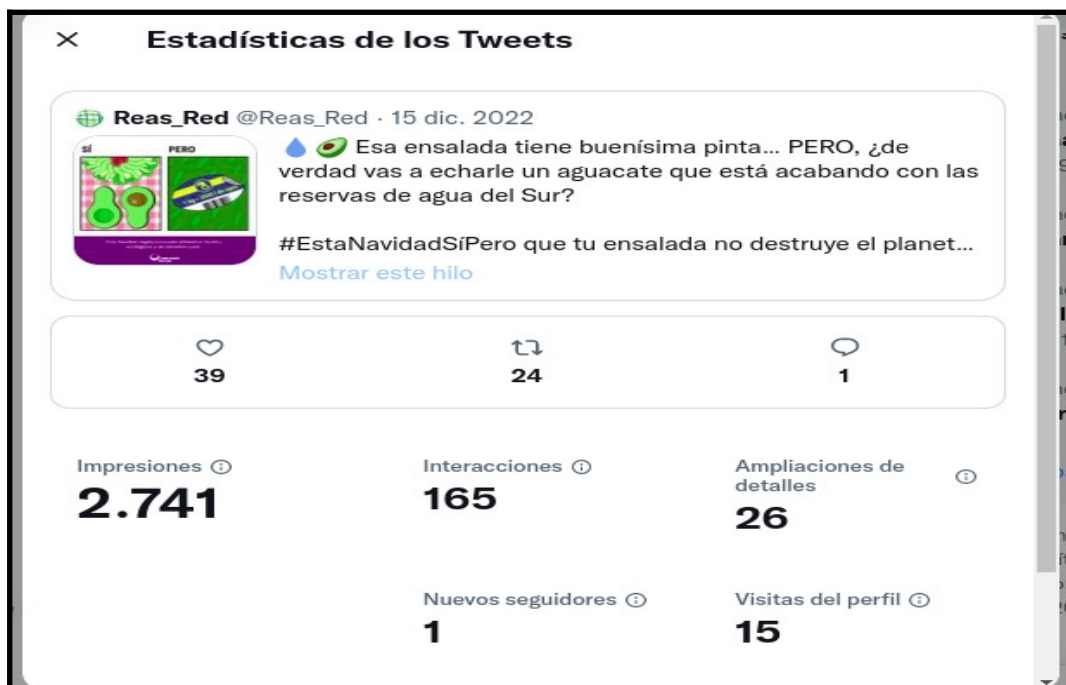 Estadísticas de los Tweets
Reas_Red @Reas_Red · 15 dic. 2022
SÍ PERO
Esa ensalada tiene buenísima pinta... PERO, ¿de
verdad vas a echarle un aguacate que está acabando con las
reservas de agua del Sur?
#EstaNavidadSíPero que tu ensalada no destruye el planet...
Mostrar este hilo
39 24 1
Impresiones Interacciones Ampliaciones de
detalles
2.741 165 26
Nuevos seguidores Visitas del perfil
1 15